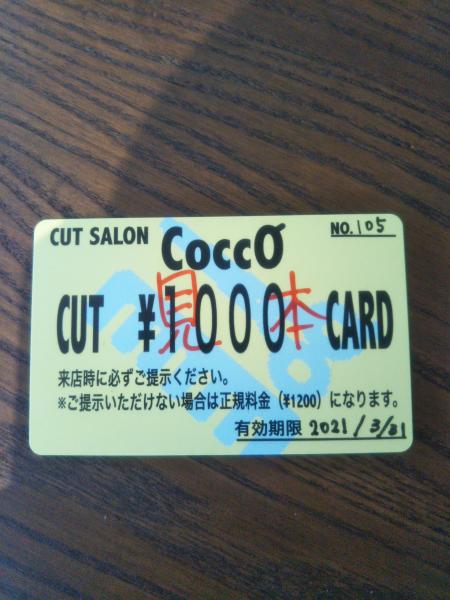 CUT SALON CoccO NO.105
CUT ¥1000 CARD
見本
来店時に必ずご提示ください。
※ご提示いただけない場合は正規料金（¥1200）になります。
有効期限 2021/3/31